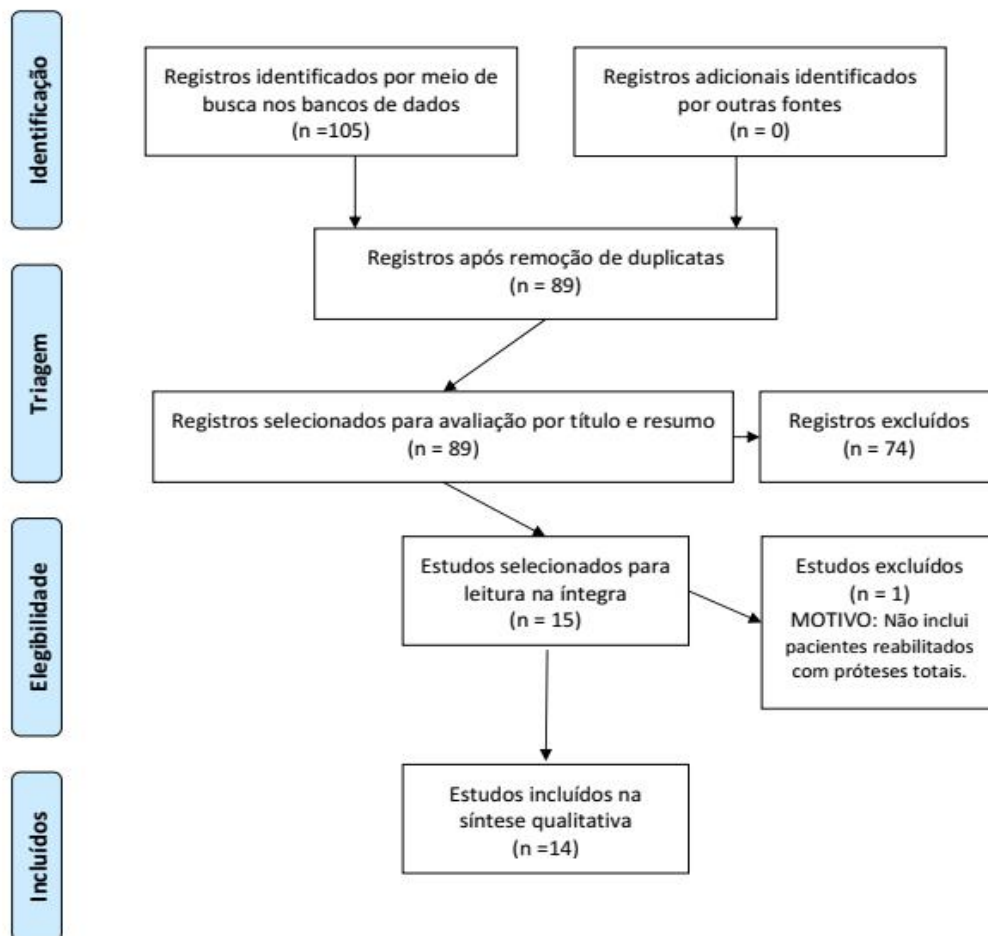 Identificação
Registros identificados por meio de
busca nos bancos de dados
(n =105)
Registros adicionais identificados
por outras fontes
(n = 0)
Registros após remoção de duplicatas
(n = 89)
Triagem
Registros selecionados para avaliação por título e resumo
(n = 89)
Registros excluídos
(n = 74)
Elegibilidade
Estudos selecionados para
leitura na íntegra
(n = 15)
Estudos excluídos
(n = 1)
MOTIVO: Não inclui
pacientes reabilitados
com próteses totais.
Incluídos
Estudos incluídos na
síntese qualitativa
(n =14)